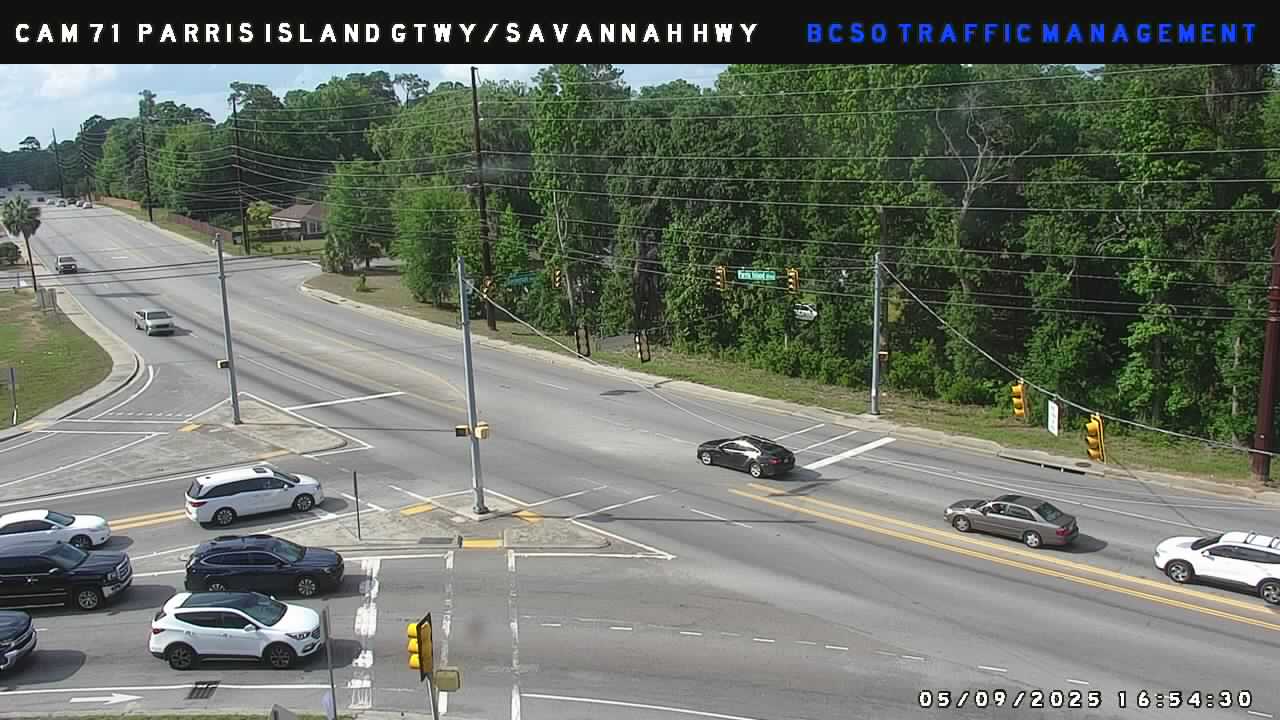 CAM 71 PARRIS ISLAND GTWY/SAVANNAH HWY
BCSO TRAFFIC MANAGEMENT
05/09/2025 16:54:30